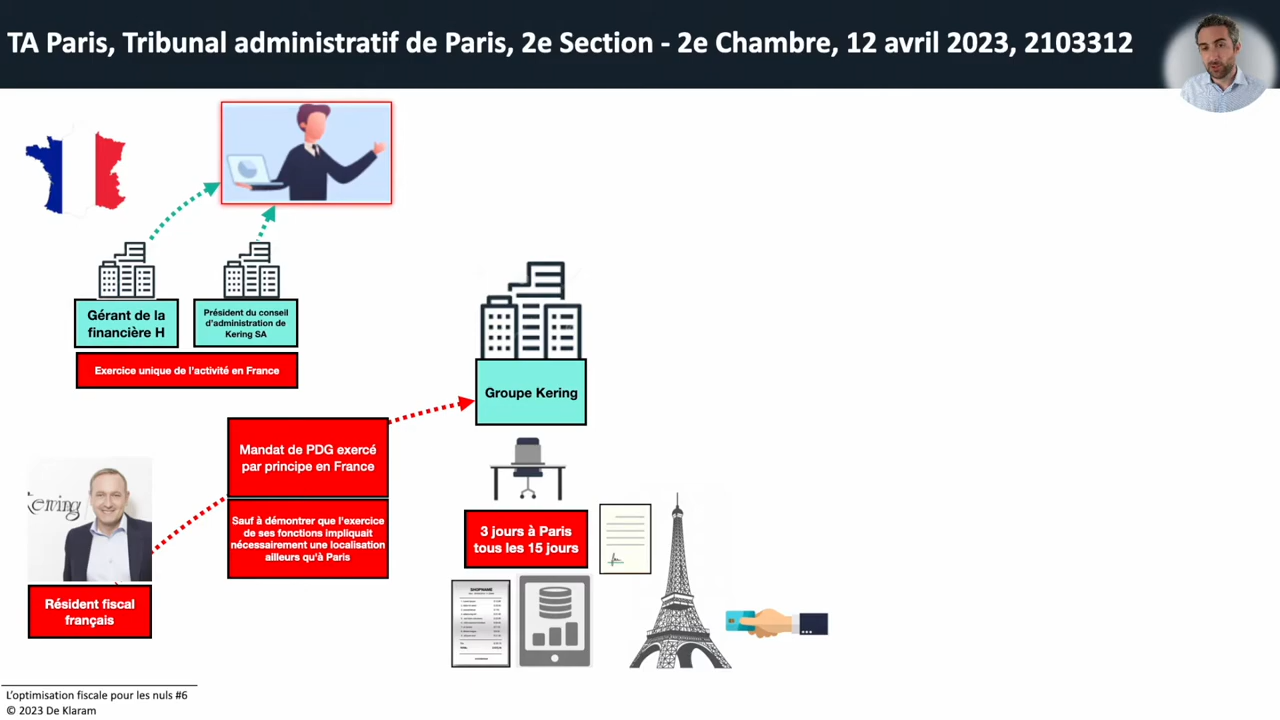 TA Paris, Tribunal administratif de Paris, 2e Section - 2e Chambre, 12 avril 2023, 2103312
Gérant de la
financière H
Président du conseil
d'administration de
Kering SA
Exercice unique de l'activité en France
Groupe Kering
Mandat de PDG exercé
par principe en France
Sauf à démontrer que l'exercice
de ses fonctions impliquait
nécessairement une localisation
ailleurs qu'à Paris
3 jours à Paris
tous les 15 jours
Kering
Résident fiscal
français
SHOPNAME
L'optimisation fiscale pour les nuls #6
© 2023 De Klaram